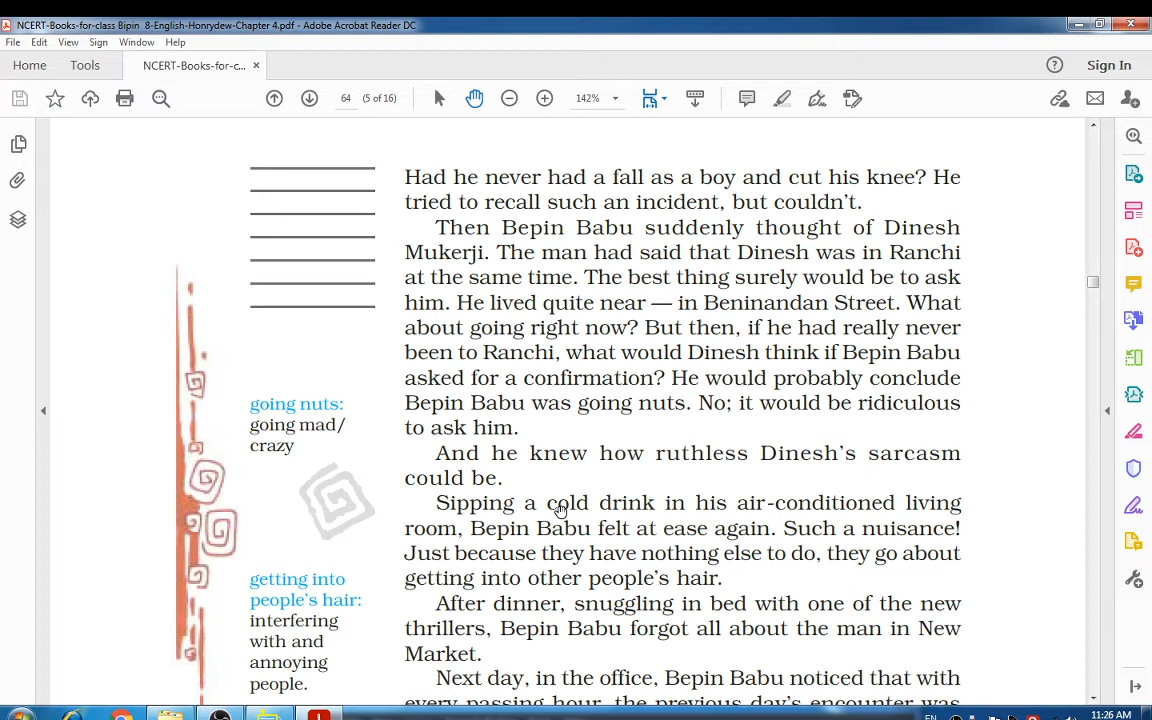 NCERT-Books-for-class Bipin 8-English-Honrydew-Chapter 4.pdf - Adobe Acrobat Reader DC
File Edit View Sign Window Help
Home Tools NCERT-Books-for-c... × Sign In
64 (5 of 16) 142%
Had he never had a fall as a boy and cut his knee? He
tried to recall such an incident, but couldn't.
Then Bepin Babu suddenly thought of Dinesh
Mukerji. The man had said that Dinesh was in Ranchi
at the same time. The best thing surely would be to ask
him. He lived quite near — in Beninandan Street. What
about going right now? But then, if he had really never
been to Ranchi, what would Dinesh think if Bepin Babu
asked for a confirmation? He would probably conclude
Bepin Babu was going nuts. No; it would be ridiculous
to ask him.
going nuts:
going mad/
crazy
And he knew how ruthless Dinesh's sarcasm
could be.
Sipping a cold drink in his air-conditioned living
room, Bepin Babu felt at ease again. Such a nuisance!
Just because they have nothing else to do, they go about
getting into other people's hair.
getting into
people's hair:
interfering
with and
annoying
people.
After dinner, snuggling in bed with one of the new
thrillers, Bepin Babu forgot all about the man in New
Market.
Next day, in the office, Bepin Babu noticed that with
every passing hour, the previous day's encounter was
EN 11:26 AM